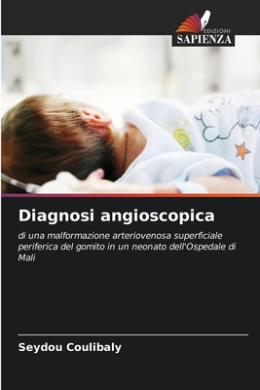 EDIZIONI
SAPIENZA
Diagnosi angioscopica
di una malformazione arteriovenosa superficiale
periferica del gomito in un neonato dell'Ospedale di
Mali
Seydou Coulibaly